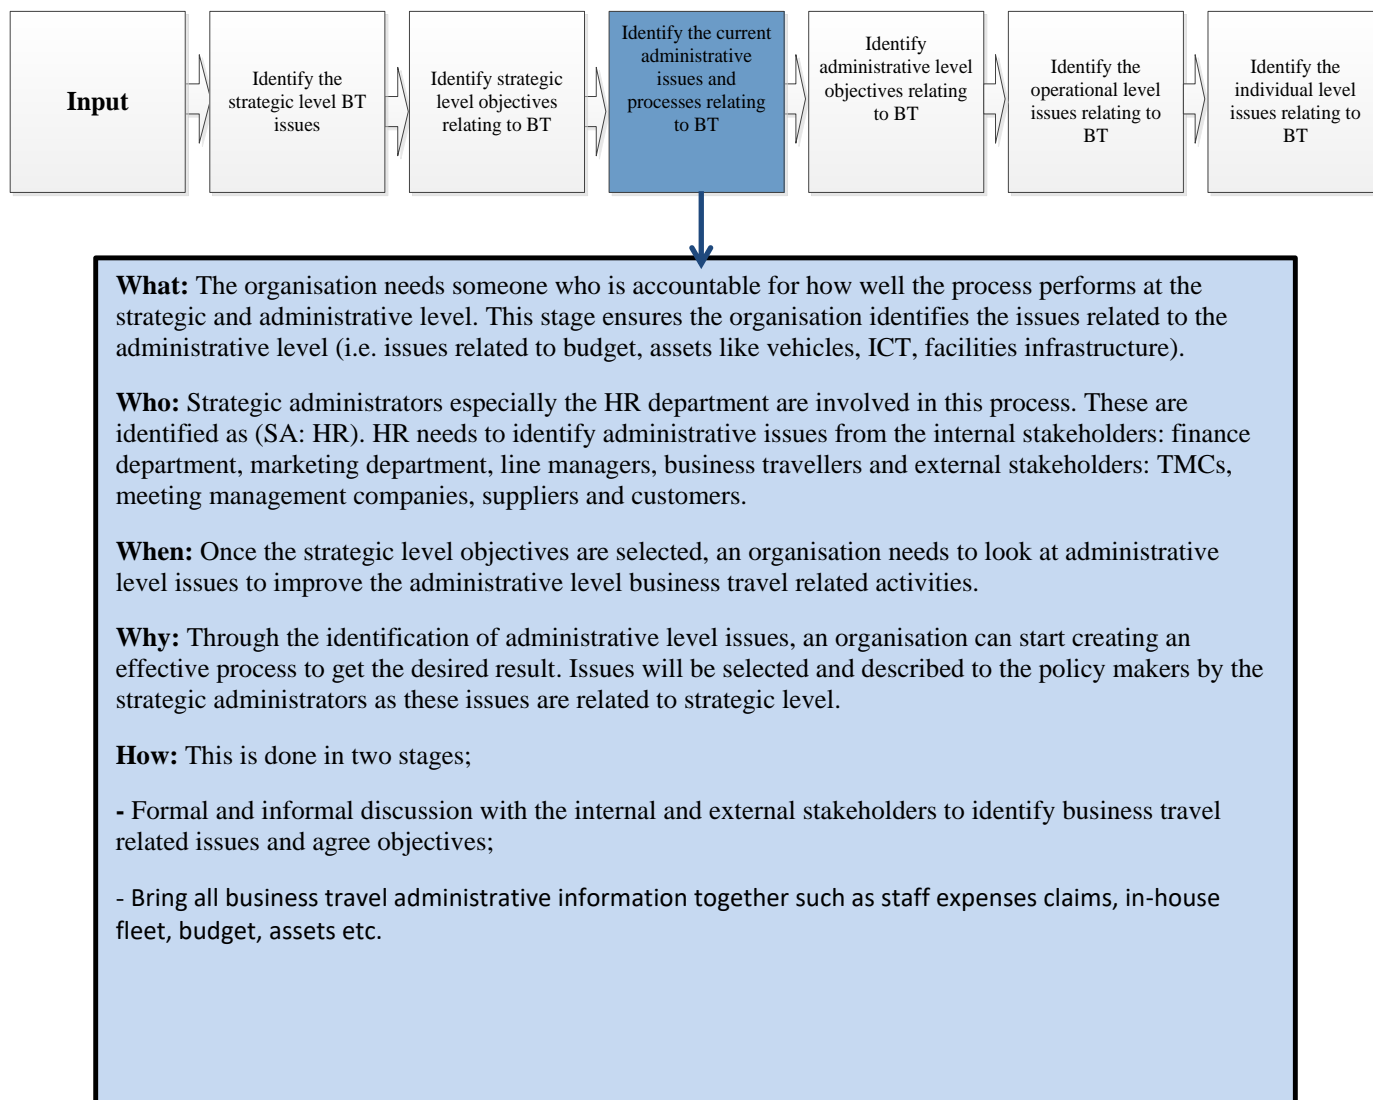 Input
Identify the
strategic level BT
issues
Identify strategic
level objectives
relating to BT
Identify the current
administrative
issues and
processes relating
to BT
Identify
administrative level
objectives relating
to BT
Identify the
operational level
issues relating to
BT
Identify the
individual level
issues relating to
BT
What: The organisation needs someone who is accountable for how well the process performs at the
strategic and administrative level. This stage ensures the organisation identifies the issues related to the
administrative level (i.e. issues related to budget, assets like vehicles, ICT, facilities infrastructure).
Who: Strategic administrators especially the HR department are involved in this process. These are
identified as (SA: HR). HR needs to identify administrative issues from the internal stakeholders: finance
department, marketing department, line managers, business travellers and external stakeholders: TMCs,
meeting management companies, suppliers and customers.
When: Once the strategic level objectives are selected, an organisation needs to look at administrative
level issues to improve the administrative level business travel related activities.
Why: Through the identification of administrative level issues, an organisation can start creating an
effective process to get the desired result. Issues will be selected and described to the policy makers by the
strategic administrators as these issues are related to strategic level.
How: This is done in two stages;
- Formal and informal discussion with the internal and external stakeholders to identify business travel
related issues and agree objectives;
- Bring all business travel administrative information together such as staff expenses claims, in-house
fleet, budget, assets etc.